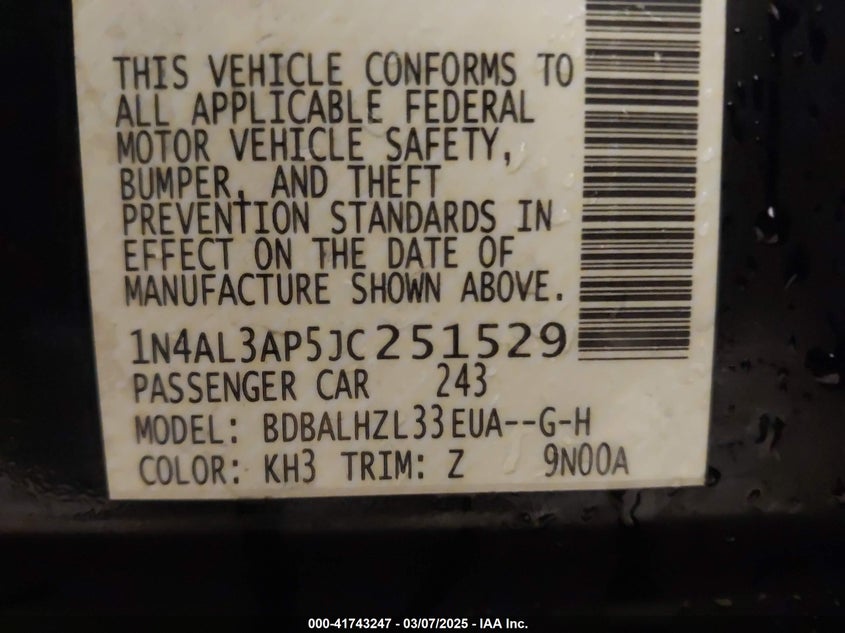 THIS VEHICLE CONFORMS TO
ALL APPLICABLE FEDERAL
MOTOR VEHICLE SAFETY,
BUMPER, AND THEFT
PREVENTION STANDARDS IN
EFFECT ON THE DATE OF
MANUFACTURE SHOWN ABOVE.
1N4AL3AP5JC251529
PASSENGER CAR 243
MODEL: BDBALHZL33EUA--G-H
COLOR: KH3 TRIM: Z 9N00A
000-41743247 - 03/07/2025 - IAA Inc.